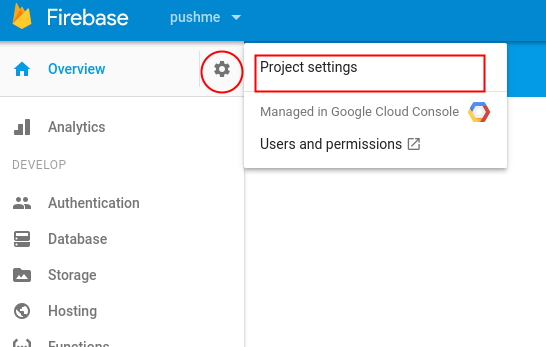 Firebase
pushme
Overview
Project settings
Managed in Google Cloud Console
Users and permissions
Analytics
DEVELOP
Authentication
Database
Storage
Hosting
Functions